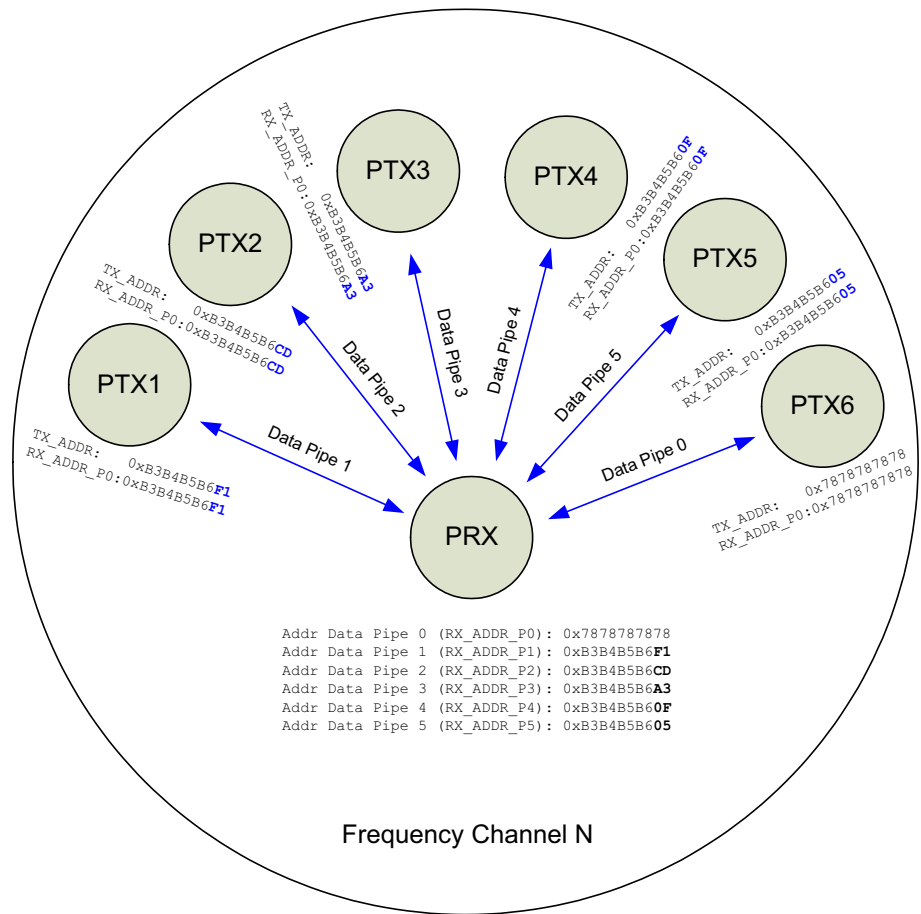 PTX3
PTX4
TX_ADDR: 0xB3B4B5B6A3
RX_ADDR_P0:0xB3B4B5B6A3
TX_ADDR: 0xB3B4B5B60F
RX_ADDR_P0:0xB3B4B5B60F
PTX2
PTX5
TX_ADDR: 0xB3B4B5B6CD
RX_ADDR_P0:0xB3B4B5B6CD
TX_ADDR: 0xB3B4B5B605
RX_ADDR_P0:0xB3B4B5B605
PTX1
PTX6
TX_ADDR: 0xB3B4B5B6F1
RX_ADDR_P0:0xB3B4B5B6F1
TX_ADDR: 0x7878787878
RX_ADDR_P0:0x7878787878
Data Pipe 1
Data Pipe 2
Data Pipe 3
Data Pipe 4
Data Pipe 5
Data Pipe 0
PRX
Addr Data Pipe 0 (RX_ADDR_P0): 0x7878787878
Addr Data Pipe 1 (RX_ADDR_P1): 0xB3B4B5B6F1
Addr Data Pipe 2 (RX_ADDR_P2): 0xB3B4B5B6CD
Addr Data Pipe 3 (RX_ADDR_P3): 0xB3B4B5B6A3
Addr Data Pipe 4 (RX_ADDR_P4): 0xB3B4B5B60F
Addr Data Pipe 5 (RX_ADDR_P5): 0xB3B4B5B605
Frequency Channel N